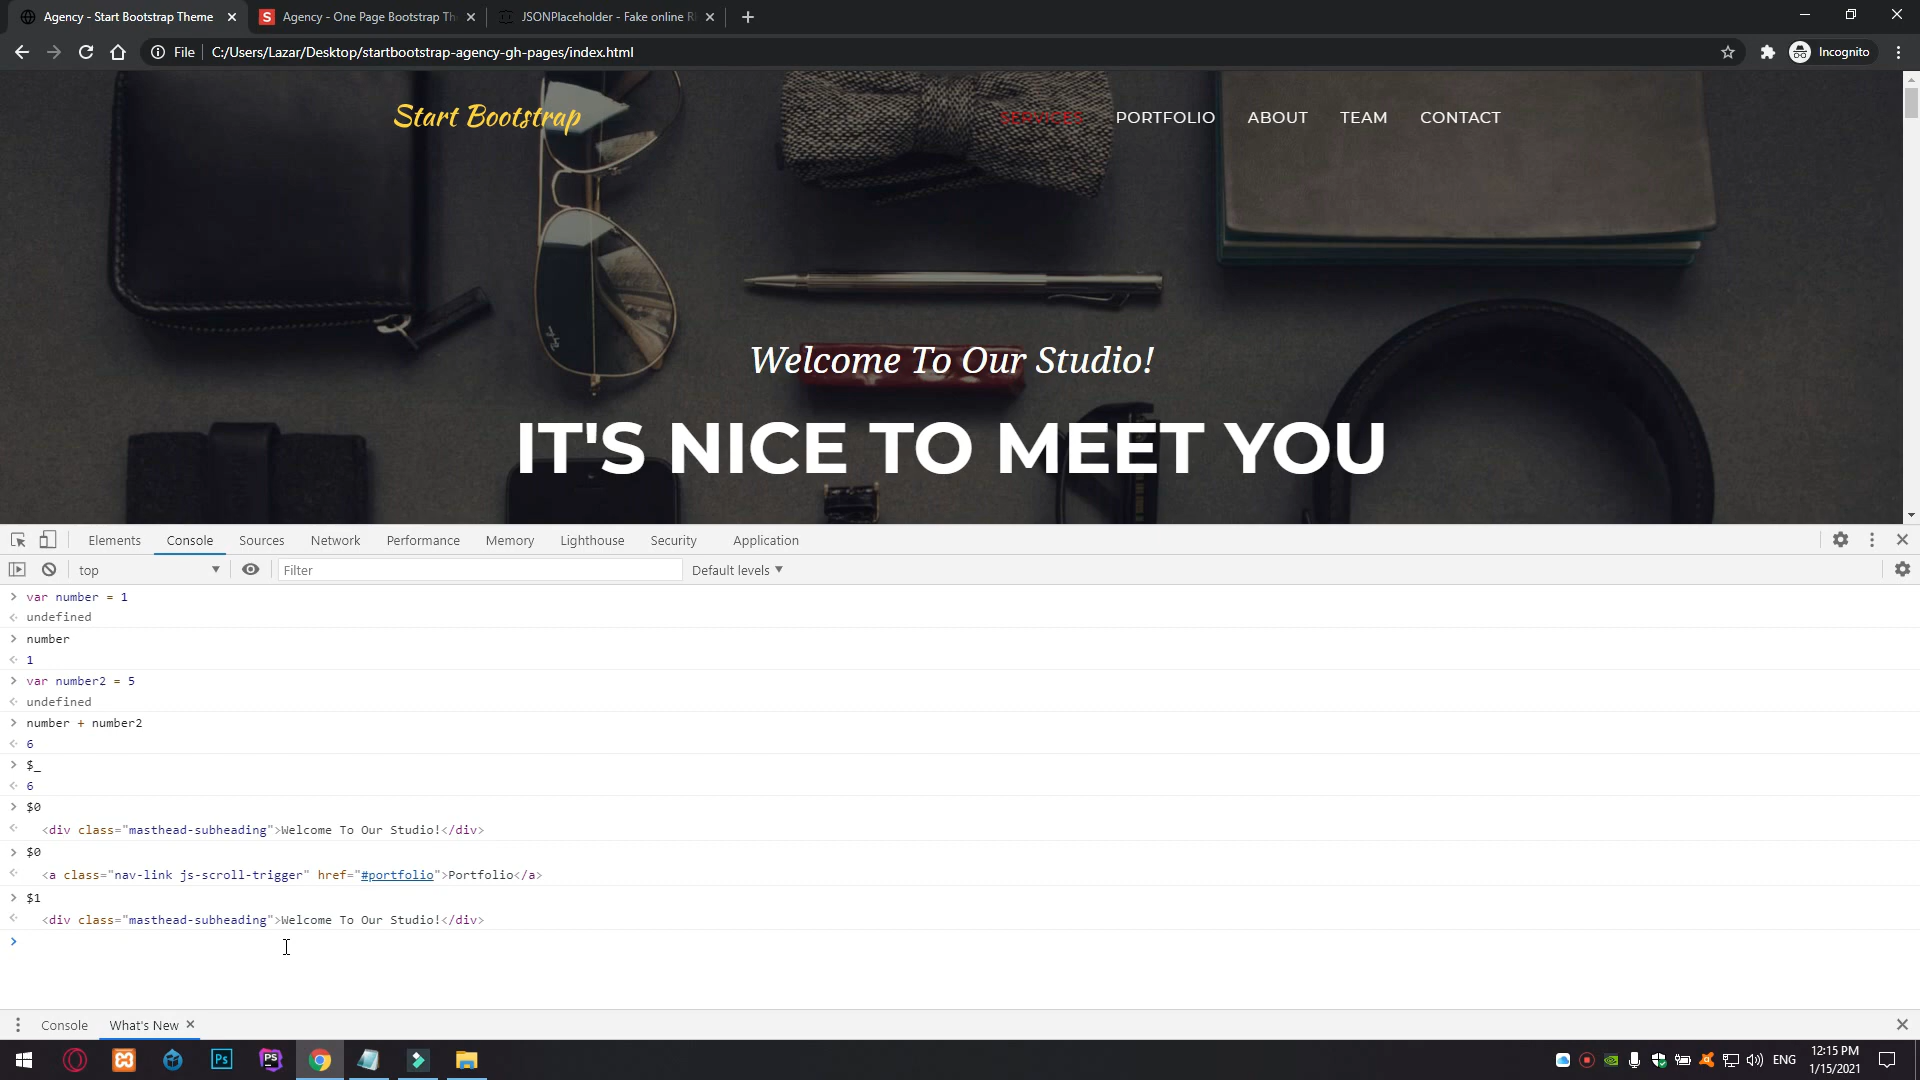 Agency - Start Bootstrap Theme
Agency - One Page Bootstrap Th
JSONPlaceholder - Fake online R
File
C:/Users/Lazar/Desktop/startbootstrap-agency-gh-pages/index.html
Incognito
Start Bootstrap
SERVICES
PORTFOLIO
ABOUT
TEAM
CONTACT
Welcome To Our Studio!
IT'S NICE TO MEET YOU
Elements
Console
Sources
Network
Performance
Memory
Lighthouse
Security
Application
top
Filter
Default levels
var number = 1
undefined
number
1
var number2 = 5
undefined
number + number2
6
$_
6
$0
<div class="masthead-subheading">Welcome To Our Studio!</div>
$0
<a class="nav-link js-scroll-trigger" href="#portfolio">Portfolio</a>
$1
<div class="masthead-subheading">Welcome To Our Studio!</div>
Console
What's New
Ps
PS
ENG
12:15 PM
1/15/2021